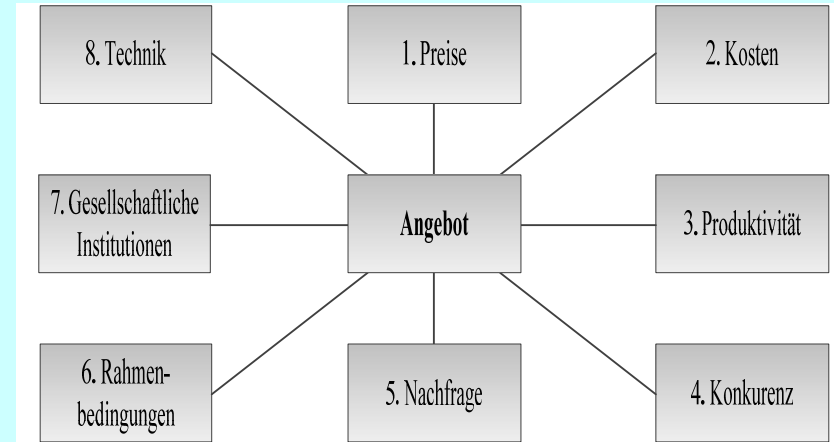 8. Technik
1. Preise
2. Kosten
7. Gesellschaftliche
Institutionen
Angebot
3. Produktivität
6. Rahmen-
bedingungen
5. Nachfrage
4. Konkurenz